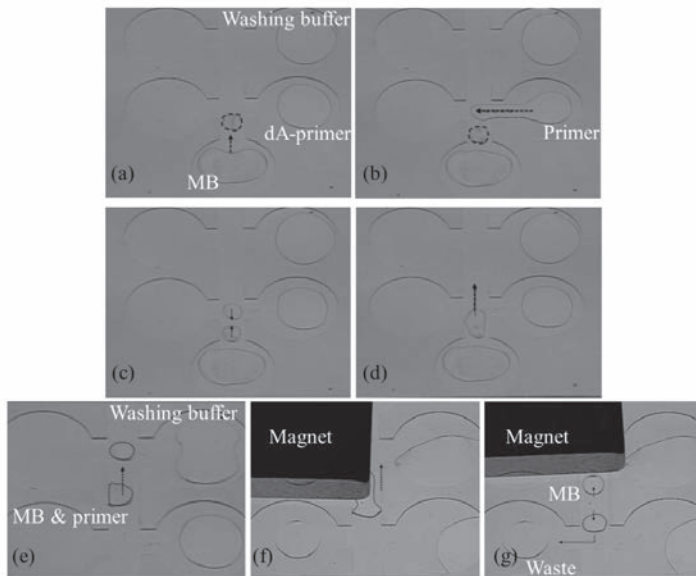 Washing buffer
dA-primer
(a)
MB
Primer
(b)
(c)
(d)
Washing buffer
MB & primer
(e)
Magnet
(f)
Magnet
MB
(g)
Waste